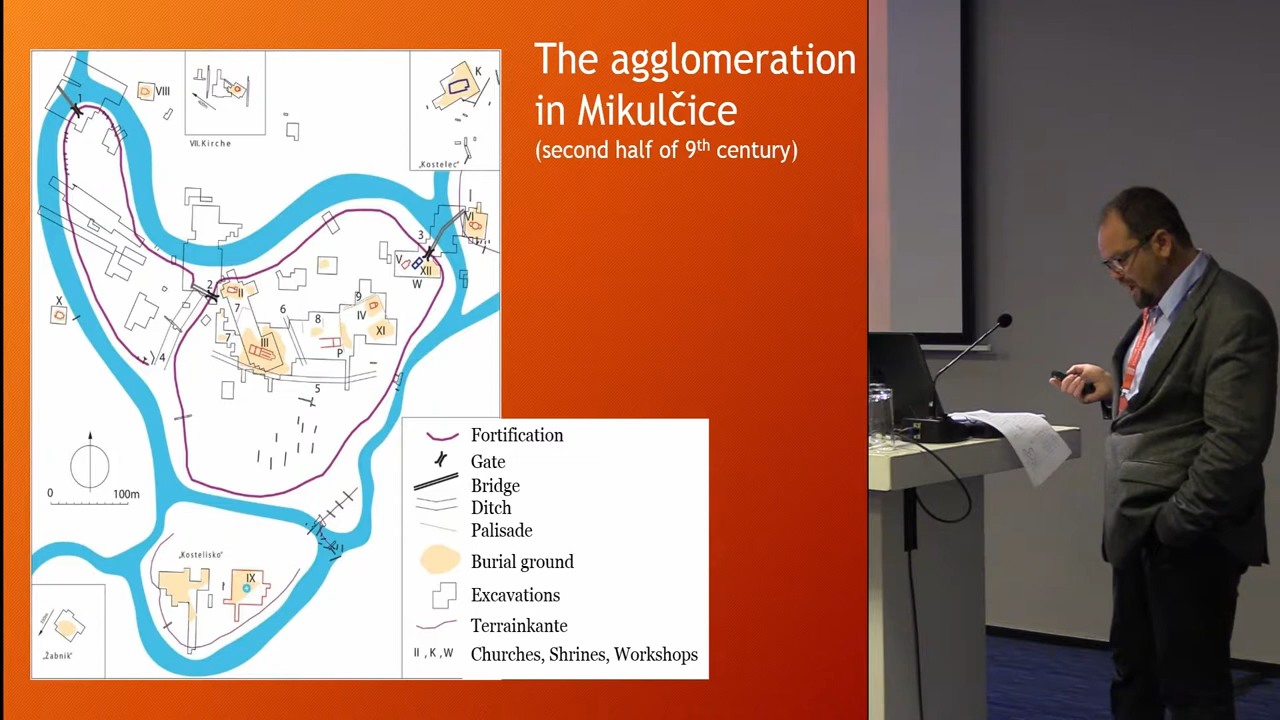 The agglomeration
in Mikulčice
(second half of 9th century)
1
VIII
VII. Kirche
K
„Kostelec"
I
VI
3
V
XII
W
2
II
X
7
6
9
IV
8
XI
7
III
P
4
5
0 100m
„Kostelisko"
IX
„Žabník"
Fortification
Gate
Bridge
Ditch
Palisade
Burial ground
Excavations
Terrainkante
II , K , W Churches, Shrines, Workshops